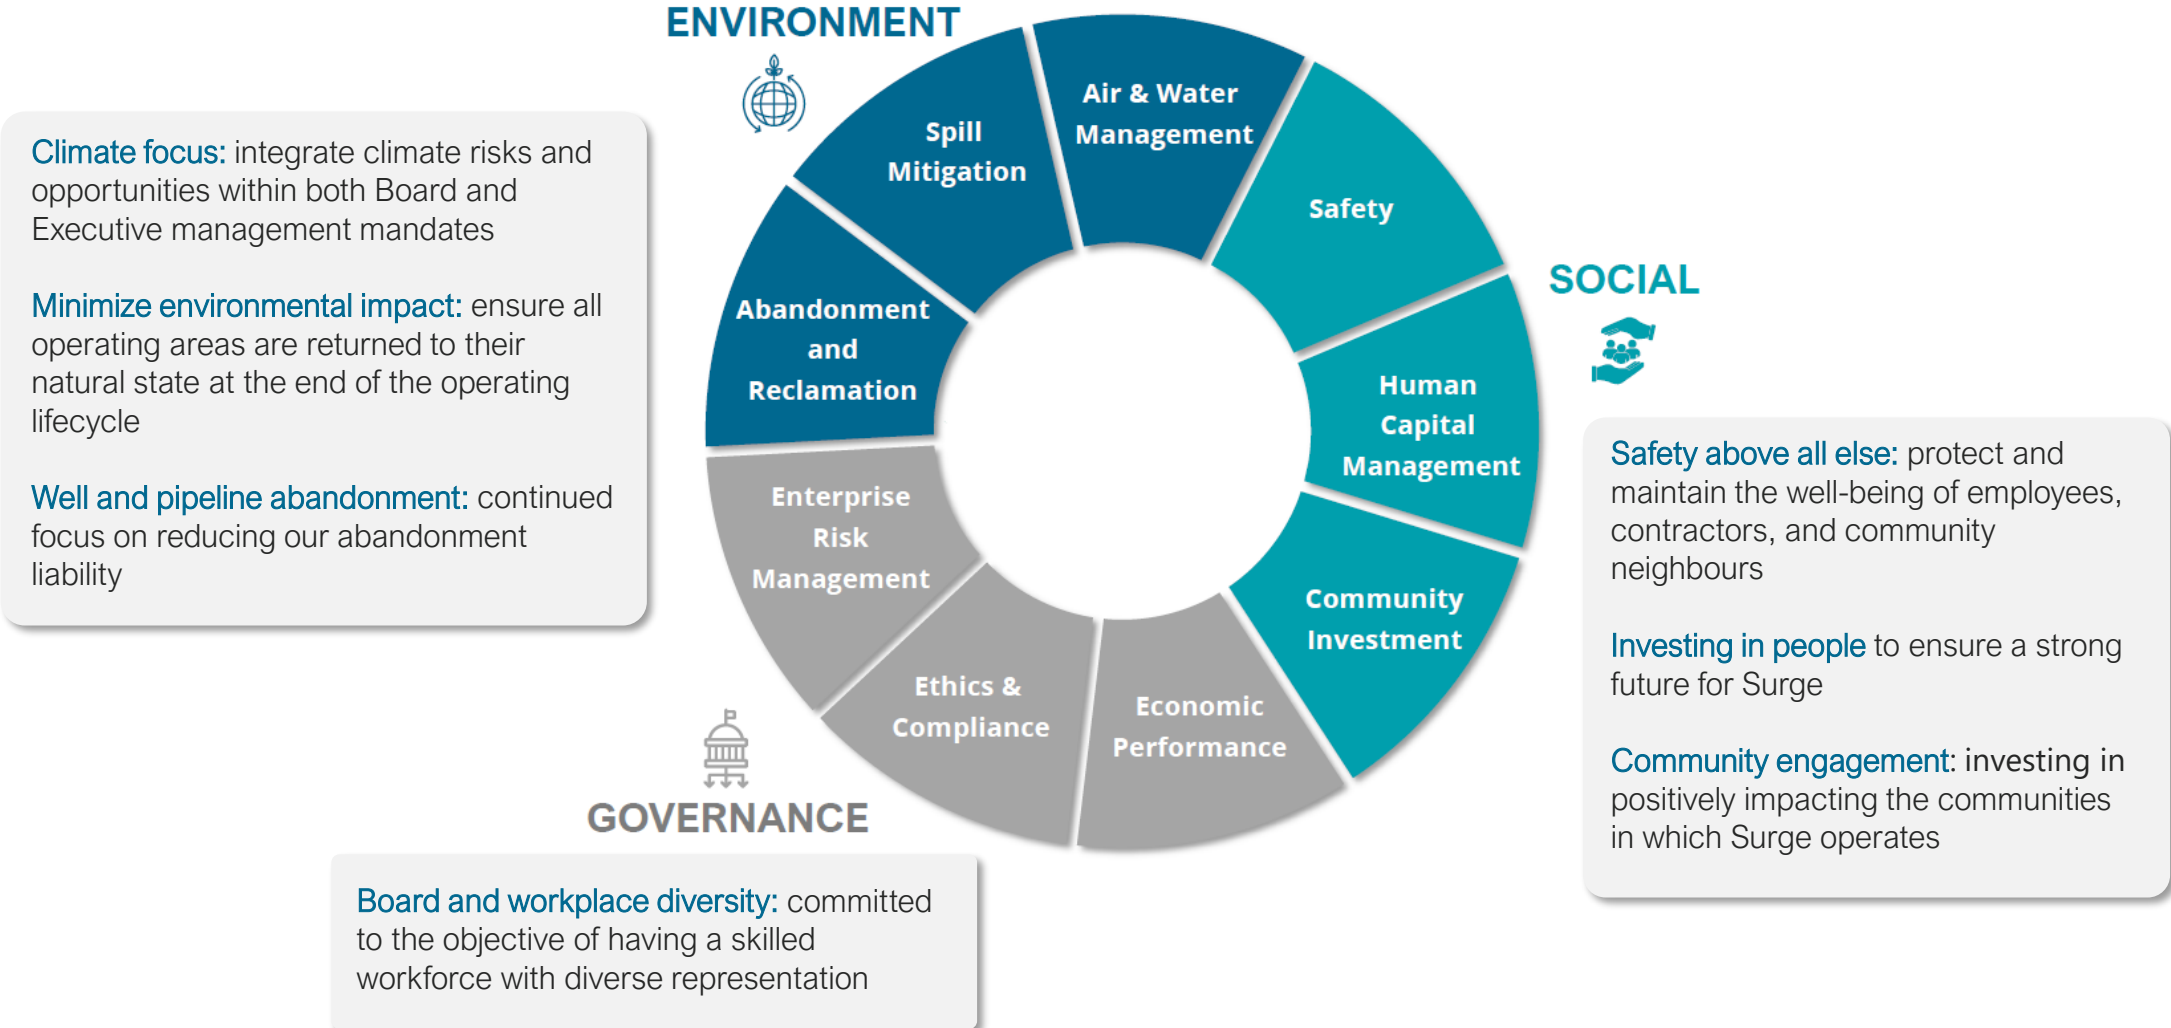 ENVIRONMENT
Climate focus: integrate climate risks and
opportunities within both Board and
Executive management mandates
Minimize environmental impact: ensure all
operating areas are returned to their
natural state at the end of the operating
lifecycle
Well and pipeline abandonment: continued
focus on reducing our abandonment
liability
Air & Water
Management
Spill
Mitigation
Abandonment
and
Reclamation
Safety
Human
Capital
Management
Community
Investment
Enterprise
Risk
Management
Ethics &
Compliance
Economic
Performance
SOCIAL
Safety above all else: protect and
maintain the well-being of employees,
contractors, and community
neighbours
Investing in people to ensure a strong
future for Surge
Community engagement: investing in
positively impacting the communities
in which Surge operates
GOVERNANCE
Board and workplace diversity: committed
to the objective of having a skilled
workforce with diverse representation